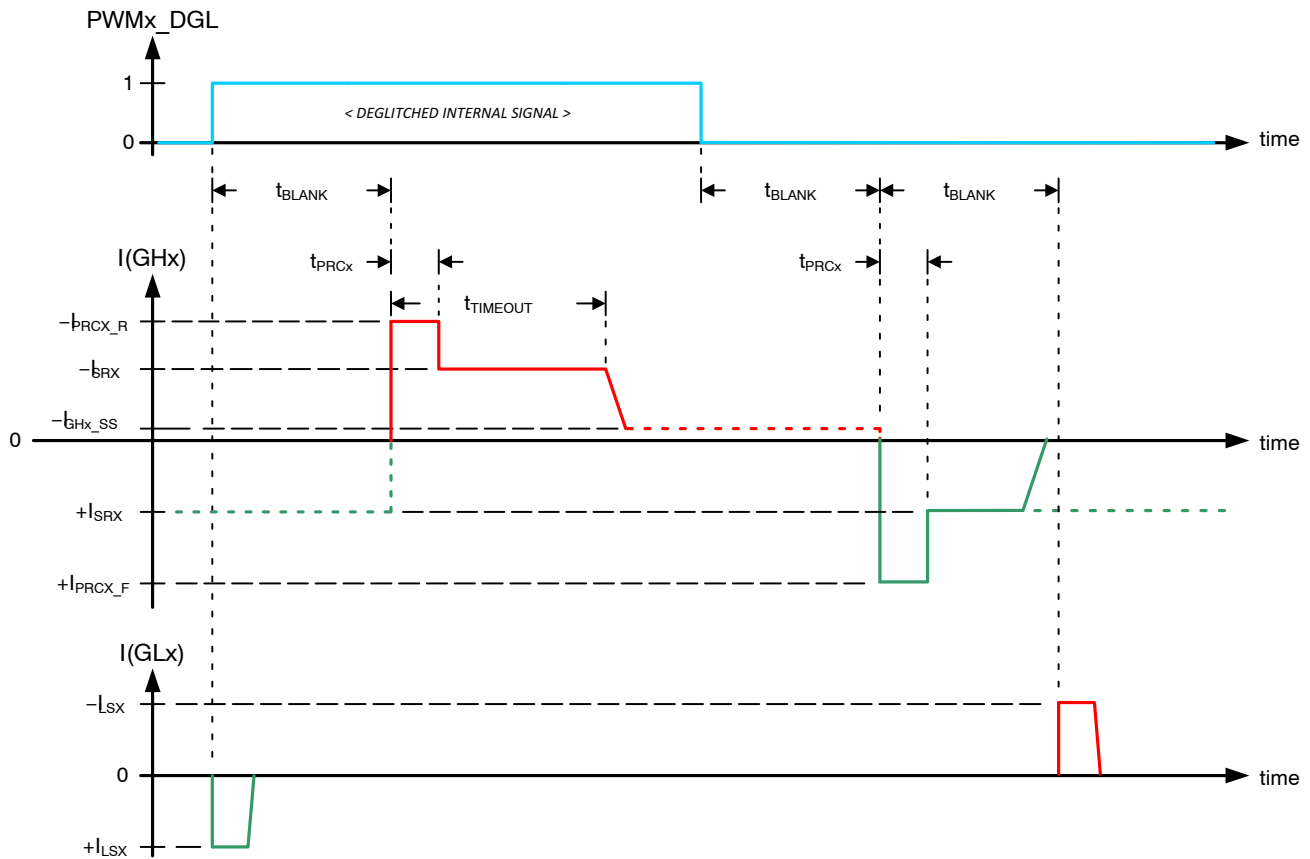 PWMx_DGL
1
< DEGLITCHED INTERNAL SIGNAL >
0
time
tBLANK
tBLANK
tBLANK
I(GHx)
tPRCx
tPRCx
tTIMEOUT
–IPRCX_R
–ISRX
–IGHx_SS
0
time
+ISRX
+IPRCX_F
I(GLx)
–ILSX
0
time
+ILSX